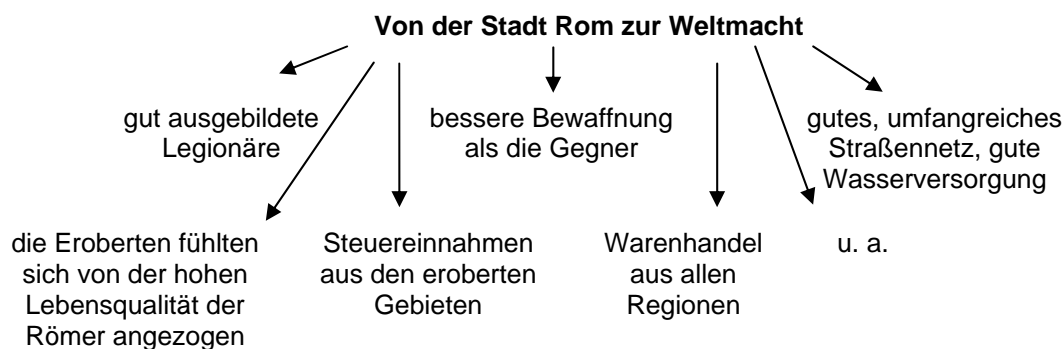 Von der Stadt Rom zur Weltmacht
gut ausgebildete
Legionäre
bessere Bewaffnung
als die Gegner
gutes, umfangreiches
Straßennetz, gute
Wasserversorgung
die Eroberten fühlten
sich von der hohen
Lebensqualität der
Römer angezogen
Steuereinnahmen
aus den eroberten
Gebieten
Warenhandel
aus allen
Regionen
u. a.